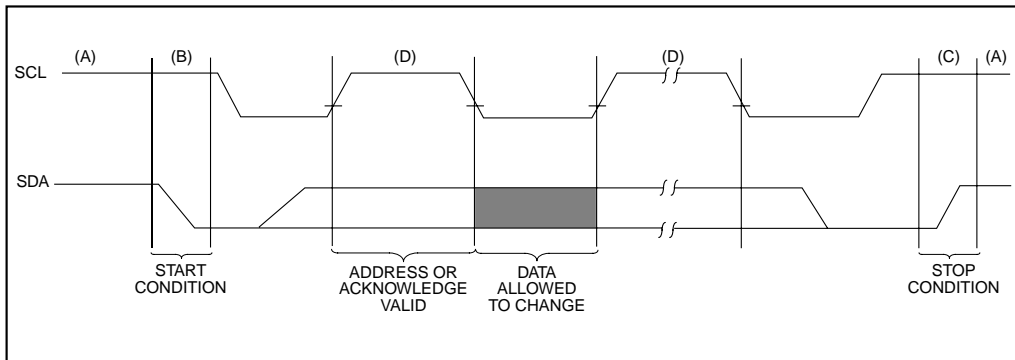 (A) (B) (D) (D) (C) (A)
SCL
SDA
START
CONDITION
ADDRESS OR
ACKNOWLEDGE
VALID
DATA
ALLOWED
TO CHANGE
STOP
CONDITION